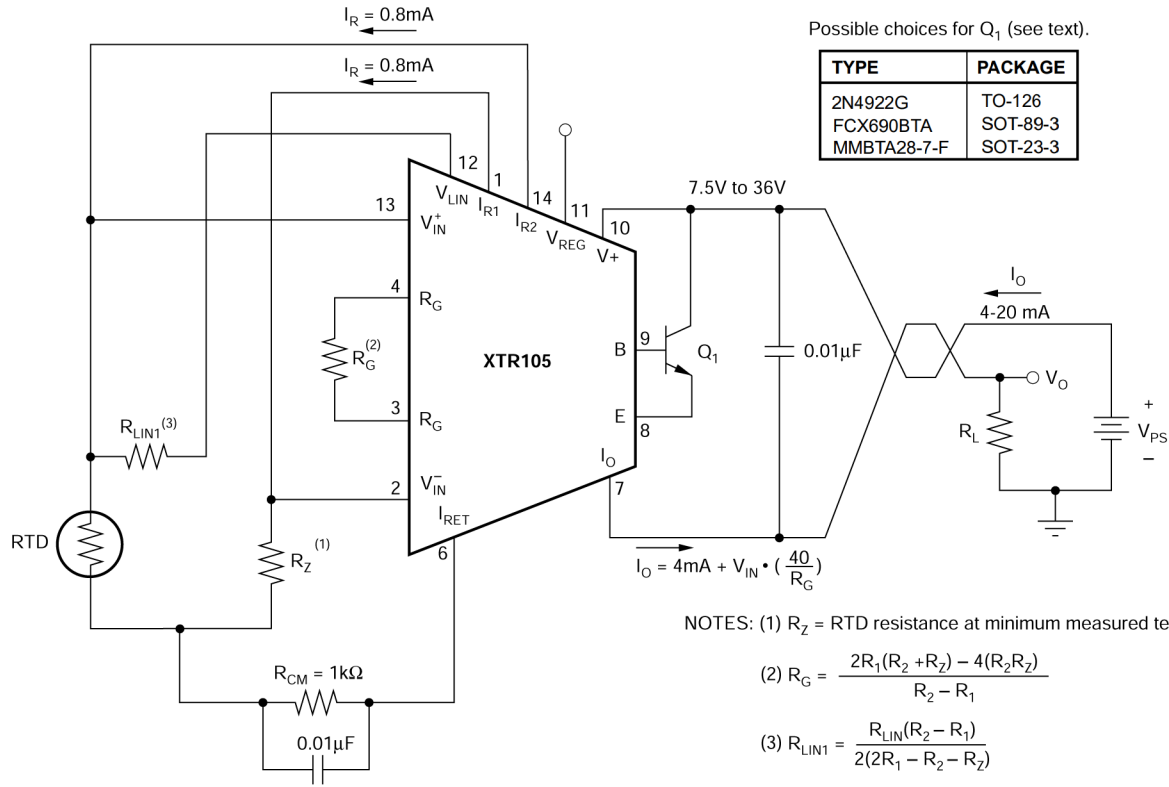 I_R = 0.8mA
I_R = 0.8mA
Possible choices for Q_1 (see text).
TYPE PACKAGE
2N4922G TO-126
FCX690BTA SOT-89-3
MMBTA28-7-F SOT-23-3
12
1
14
11
10
V_LIN
I_R1
I_R2
V_REG
V+
7.5V to 36V
13
V_IN^+
4
R_G
R_G^(2)
XTR105
3
R_G
B
9
Q_1
E
8
0.01µF
I_O
4-20 mA
V_O
R_L
+
V_PS
–
R_LIN1^(3)
2
V_IN^–
I_RET
6
I_O
7
RTD
R_Z^(1)
I_O = 4mA + V_IN • (40/R_G)
R_CM = 1kΩ
0.01µF
NOTES: (1) R_Z = RTD resistance at minimum measured te
(2) R_G = 2R_1(R_2 +R_Z) – 4(R_2R_Z) / R_2 – R_1
(3) R_LIN1 = R_LIN(R_2 – R_1) / 2(2R_1 – R_2 – R_Z)